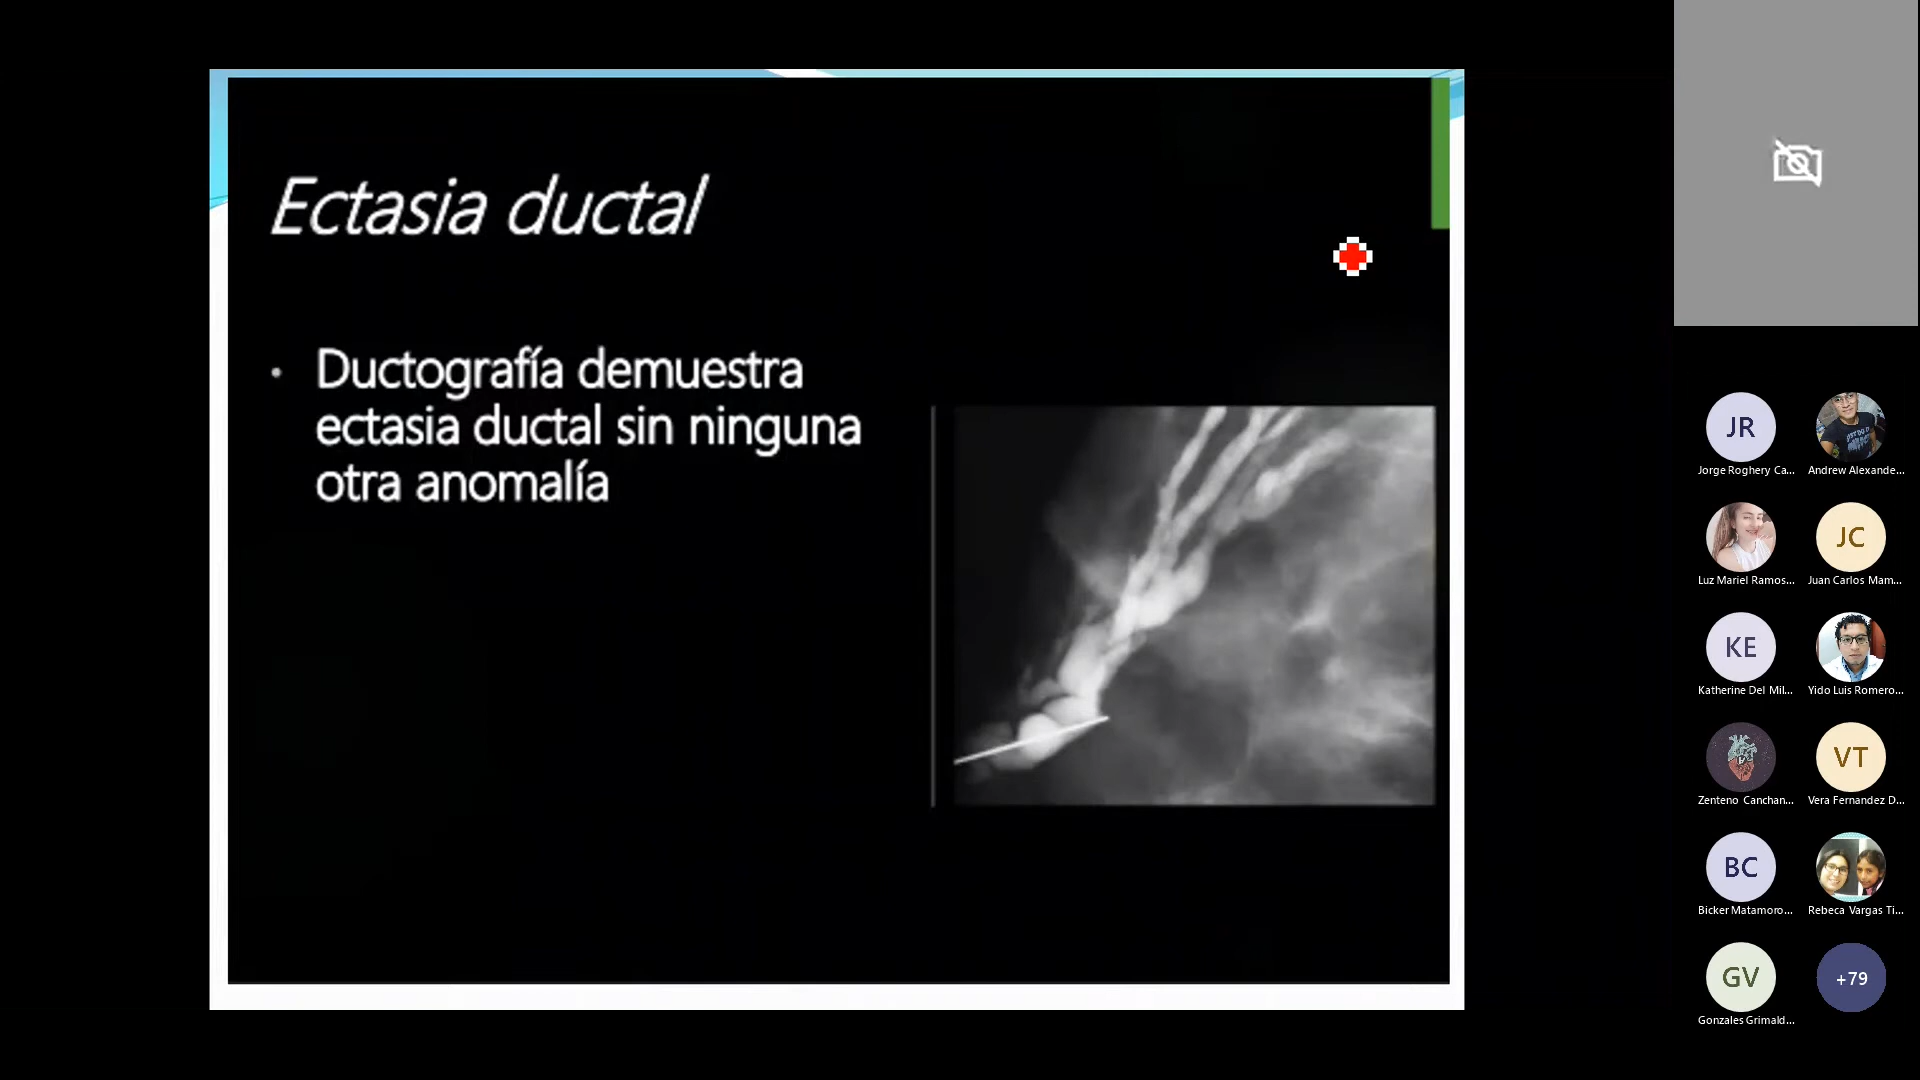 Ectasia ductal
• Ductografía demuestra
ectasia ductal sin ninguna
otra anomalía
JR
Jorge Roghery Ca...
Andrew Alexande...
Luz Mariel Ramos...
JC
Juan Carlos Mam...
KE
Katherine Del Mil...
Yido Luis Romero...
Zenteno Canchan...
VT
Vera Fernandez D...
BC
Bicker Matamoro...
Rebeca Vargas Ti...
GV
Gonzales Grimald...
+79